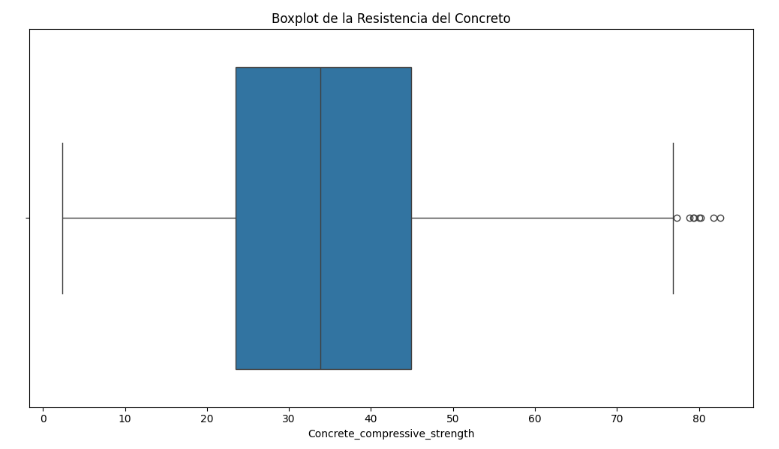 Boxplot de la Resistencia del Concreto
0 10 20 30 40 50 60 70 80
Concrete_compressive_strength